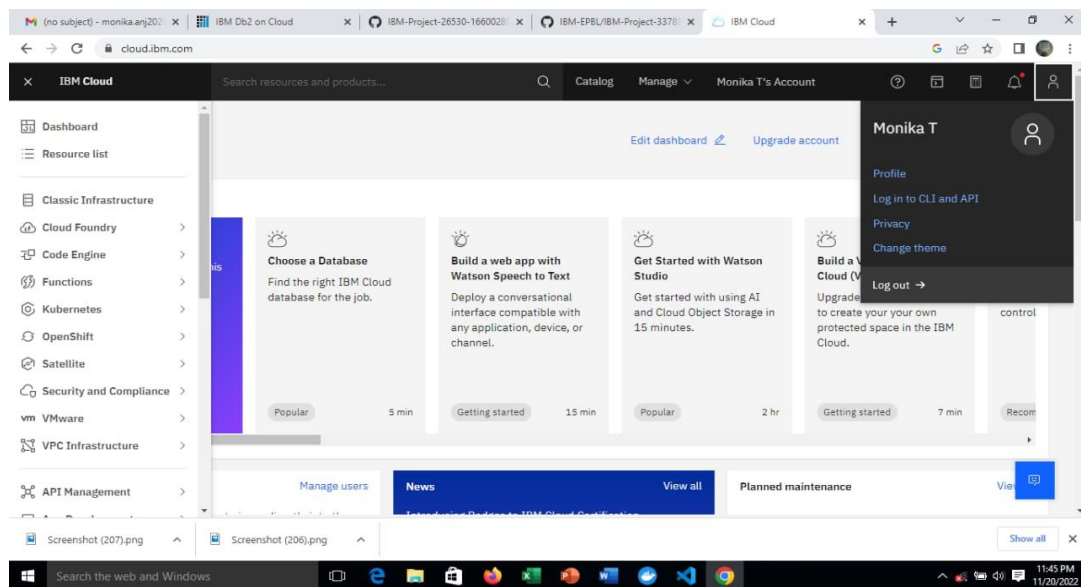 (no subject) - monika.anj202
IBM Db2 on Cloud
IBM-Project-26530-1660028
IBM-EPBL/IBM-Project-3378
IBM Cloud
cloud.ibm.com
IBM Cloud
Search resources and products...
Catalog
Manage
Monika T's Account
Dashboard
Resource list
Classic Infrastructure
Cloud Foundry
Code Engine
Functions
Kubernetes
OpenShift
Satellite
Security and Compliance
vm VMware
VPC Infrastructure
API Management
Edit dashboard
Upgrade account
Monika T
Profile
Log in to CLI and API
Privacy
Change theme
Log out →
his
Choose a Database
Find the right IBM Cloud
database for the job.
Popular
5 min
Build a web app with
Watson Speech to Text
Deploy a conversational
interface compatible with
any application, device, or
channel.
Getting started
15 min
Get Started with Watson
Studio
Get started with using AI
and Cloud Object Storage in
15 minutes.
Popular
2 hr
Build a V
Cloud (V
Upgrade
to create your your own
protected space in the IBM
Cloud.
Getting started
7 min
control
Recom
Manage users
News
View all
Planned maintenance
Vie
Screenshot (207).png
Screenshot (206).png
Show all
Search the web and Windows
11:45 PM